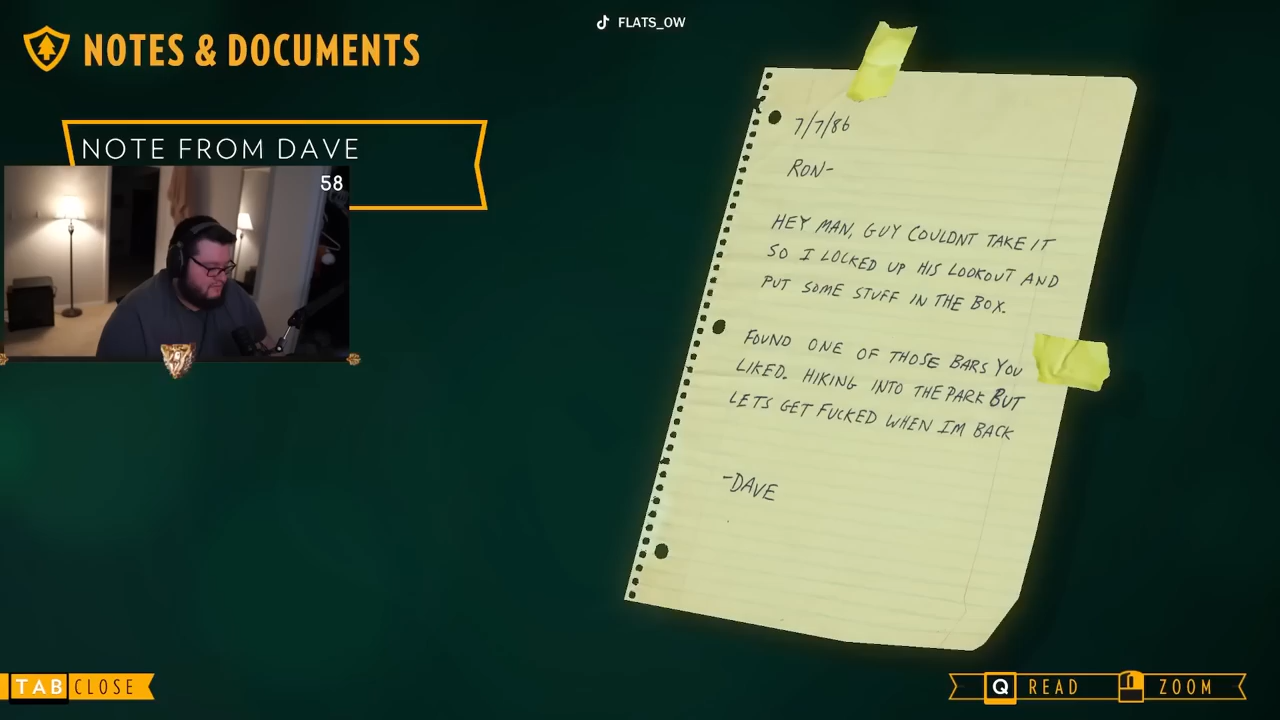 FLATS_OW
NOTES & DOCUMENTS
NOTE FROM DAVE
58
7/7/86
RON-
HEY MAN, GUY COULDNT TAKE IT
SO I LOCKED UP HIS LOOKOUT AND
PUT SOME STUFF IN THE BOX.
FOUND ONE OF THOSE BARS YOU
LIKED. HIKING INTO THE PARK BUT
LETS GET FUCKED WHEN IM BACK
-DAVE
TAB CLOSE
Q READ ZOOM